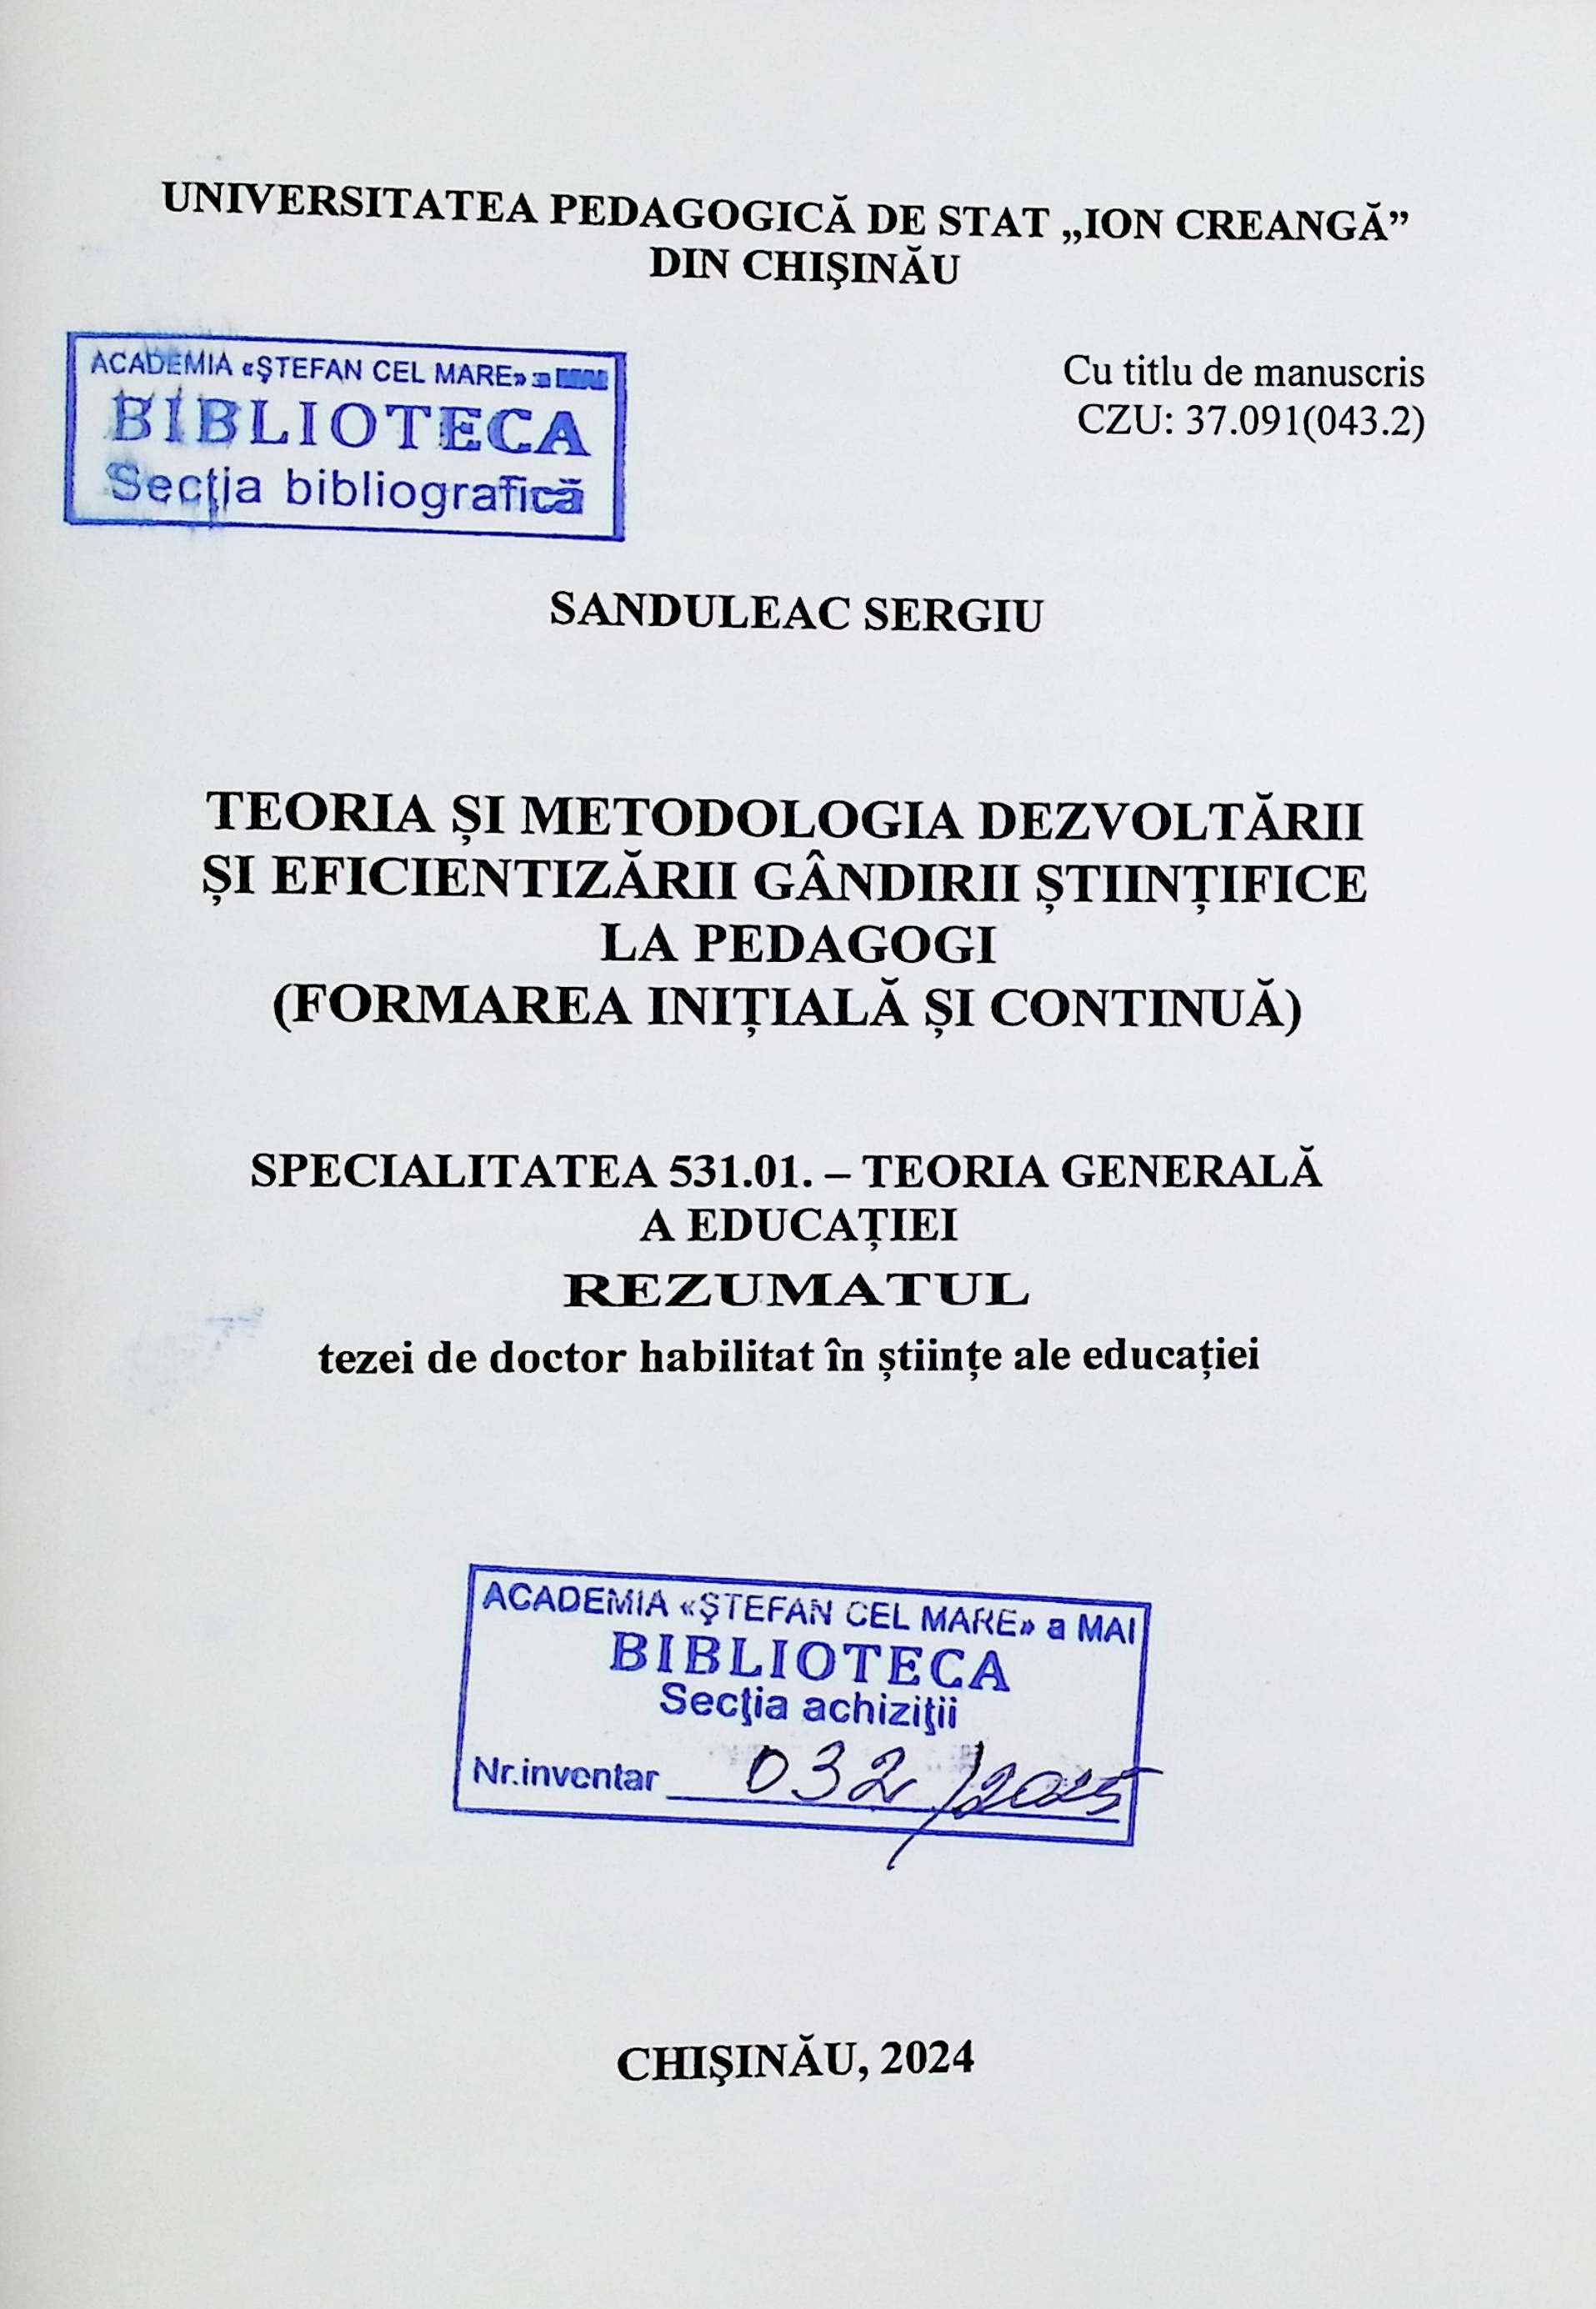 UNIVERSITATEA PEDAGOGICĂ DE STAT „ION CREANGĂ”
DIN CHIŞINĂU
ACADEMIA «ŞTEFAN CEL MARE» a MAI
BIBLIOTECA
Secţia bibliografică
Cu titlu de manuscris
CZU: 37.091(043.2)
SANDULEAC SERGIU
TEORIA ȘI METODOLOGIA DEZVOLTĂRII
ȘI EFICIENTIZĂRII GÂNDIRII ȘTIINȚIFICE
LA PEDAGOGI
(FORMAREA INIȚIALĂ ȘI CONTINUĂ)
SPECIALITATEA 531.01. – TEORIA GENERALĂ
A EDUCAȚIEI
REZUMATUL
tezei de doctor habilitat în științe ale educației
ACADEMIA «ŞTEFAN CEL MARE» a MAI
BIBLIOTECA
Secţia achiziţii
Nr.inventar 032/2025
CHIŞINĂU, 2024